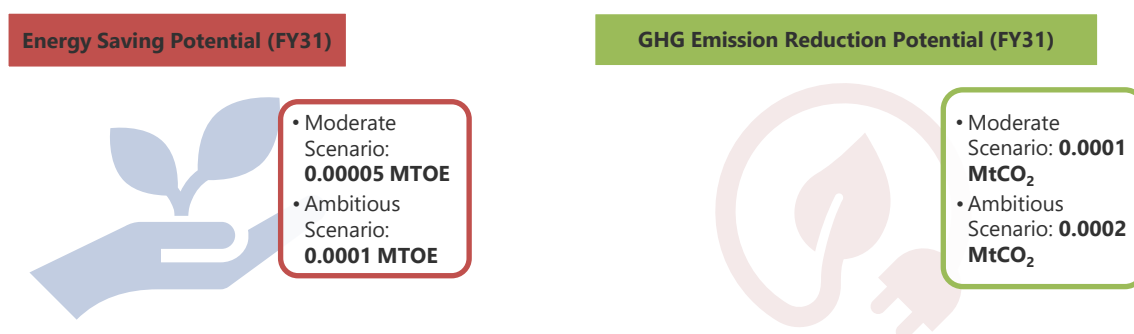 Energy Saving Potential (FY31)
• Moderate
Scenario:
0.00005 MTOE
• Ambitious
Scenario:
0.0001 MTOE
GHG Emission Reduction Potential (FY31)
• Moderate
Scenario: 0.0001
MtCO₂
• Ambitious
Scenario: 0.0002
MtCO₂